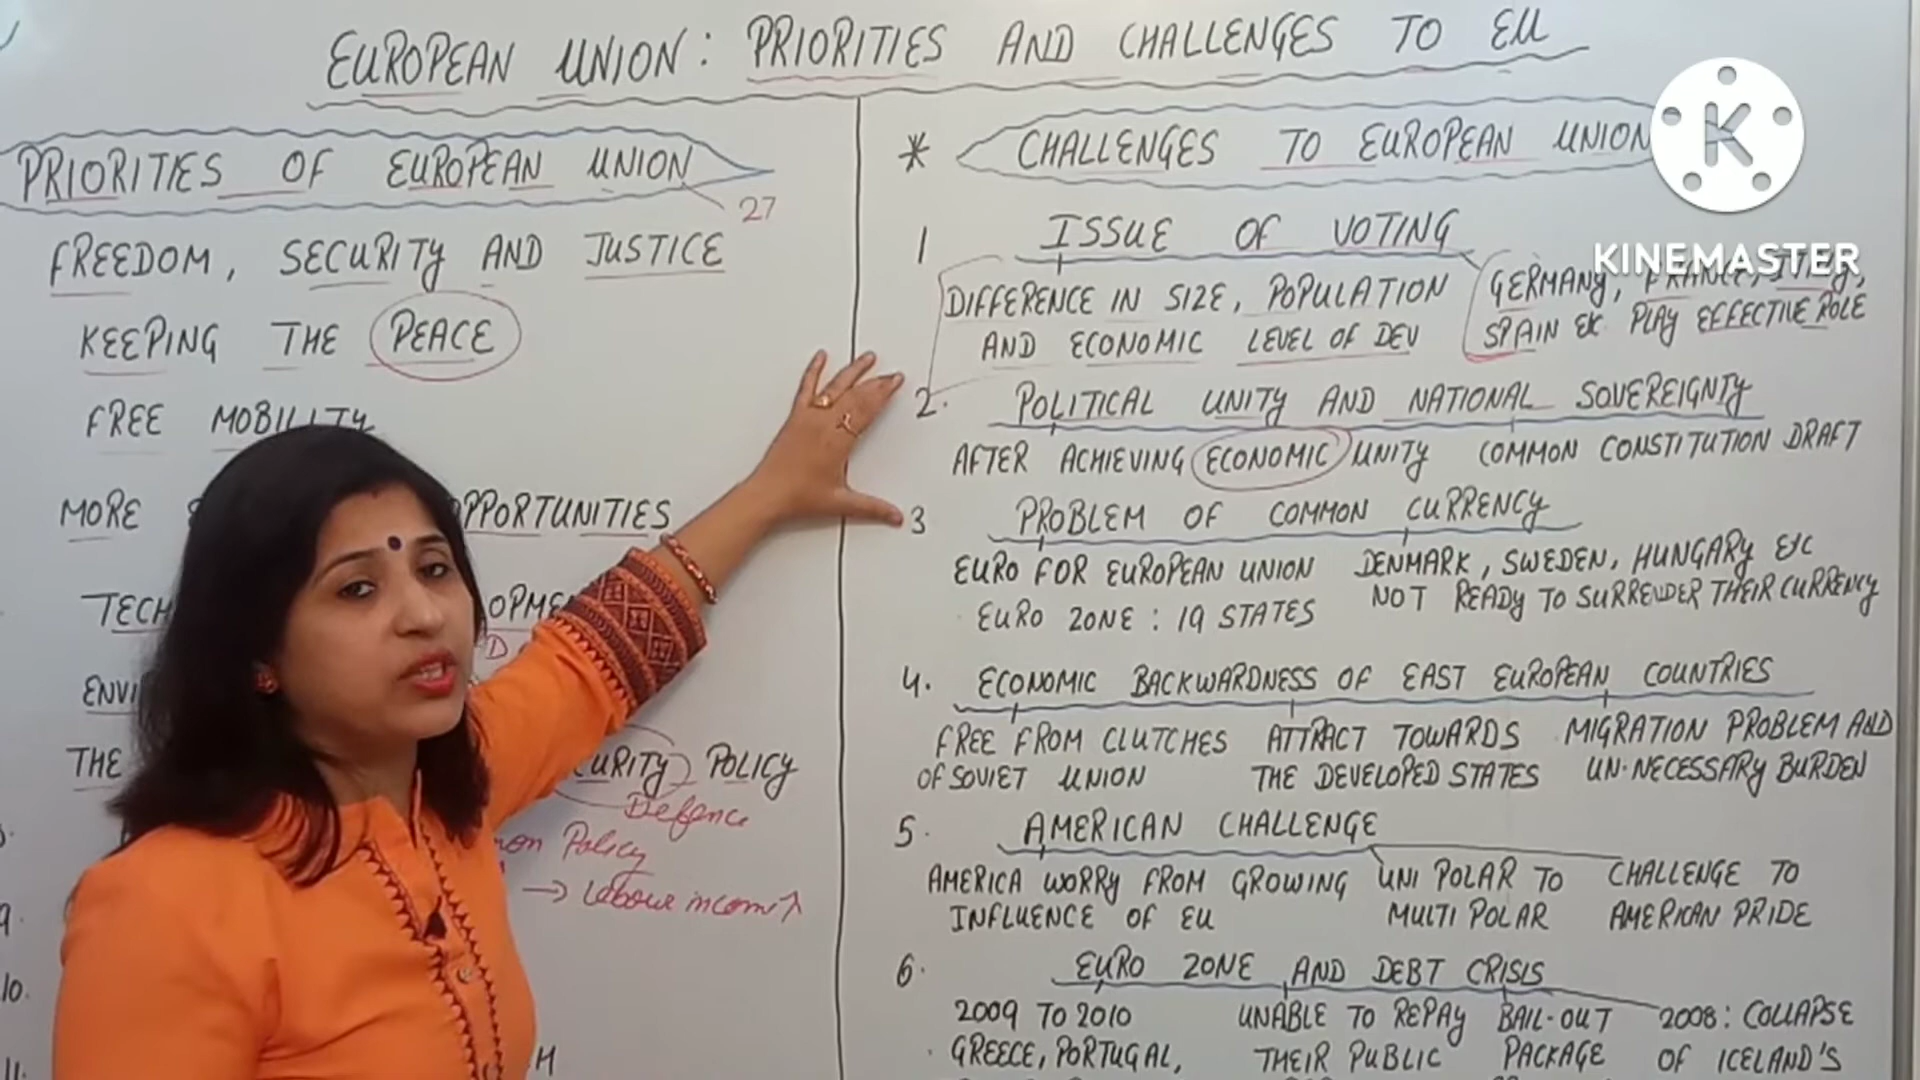 EUROPEAN UNION: PRIORITIES AND CHALLENGES TO EU
PRIORITIES OF EUROPEAN UNION
27
FREEDOM, SECURITY AND JUSTICE
KEEPING THE PEACE
FREE MOBILITY
MORE OPPORTUNITIES
TECH
OPME
D
ENVI
THE CURITY POLICY
Defence
mon Policy
→ Labour incom↑
9.
10.
11.
H
* CHALLENGES TO EUROPEAN UNION
KINEMASTER
1 ISSUE OF VOTING
DIFFERENCE IN SIZE, POPULATION
AND ECONOMIC LEVEL OF DEV
GERMANY, FRANCE, ITALY,
SPAIN ETC PLAY EFFECTIVE ROLE
2. POLITICAL UNITY AND NATIONAL SOVEREIGNTY
AFTER ACHIEVING ECONOMIC UNITY COMMON CONSTITUTION DRAFT
3 PROBLEM OF COMMON CURRENCY
EURO FOR EUROPEAN UNION
EURO ZONE : 19 STATES
DENMARK, SWEDEN, HUNGARY ETC
NOT READY TO SURRENDER THEIR CURRENCY
4. ECONOMIC BACKWARDNESS OF EAST EUROPEAN COUNTRIES
FREE FROM CLUTCHES
OF SOVIET UNION
ATTRACT TOWARDS
THE DEVELOPED STATES
MIGRATION PROBLEM AND
UN-NECESSARY BURDEN
5. AMERICAN CHALLENGE
AMERICA WORRY FROM GROWING
INFLUENCE OF EU
UNI POLAR TO
MULTI POLAR
CHALLENGE TO
AMERICAN PRIDE
6. EURO ZONE AND DEBT CRISIS
2009 TO 2010
GREECE, PORTUGAL,
UNABLE TO REPAY
THEIR PUBLIC
BAIL-OUT
PACKAGE
2008: COLLAPSE
OF ICELAND'S